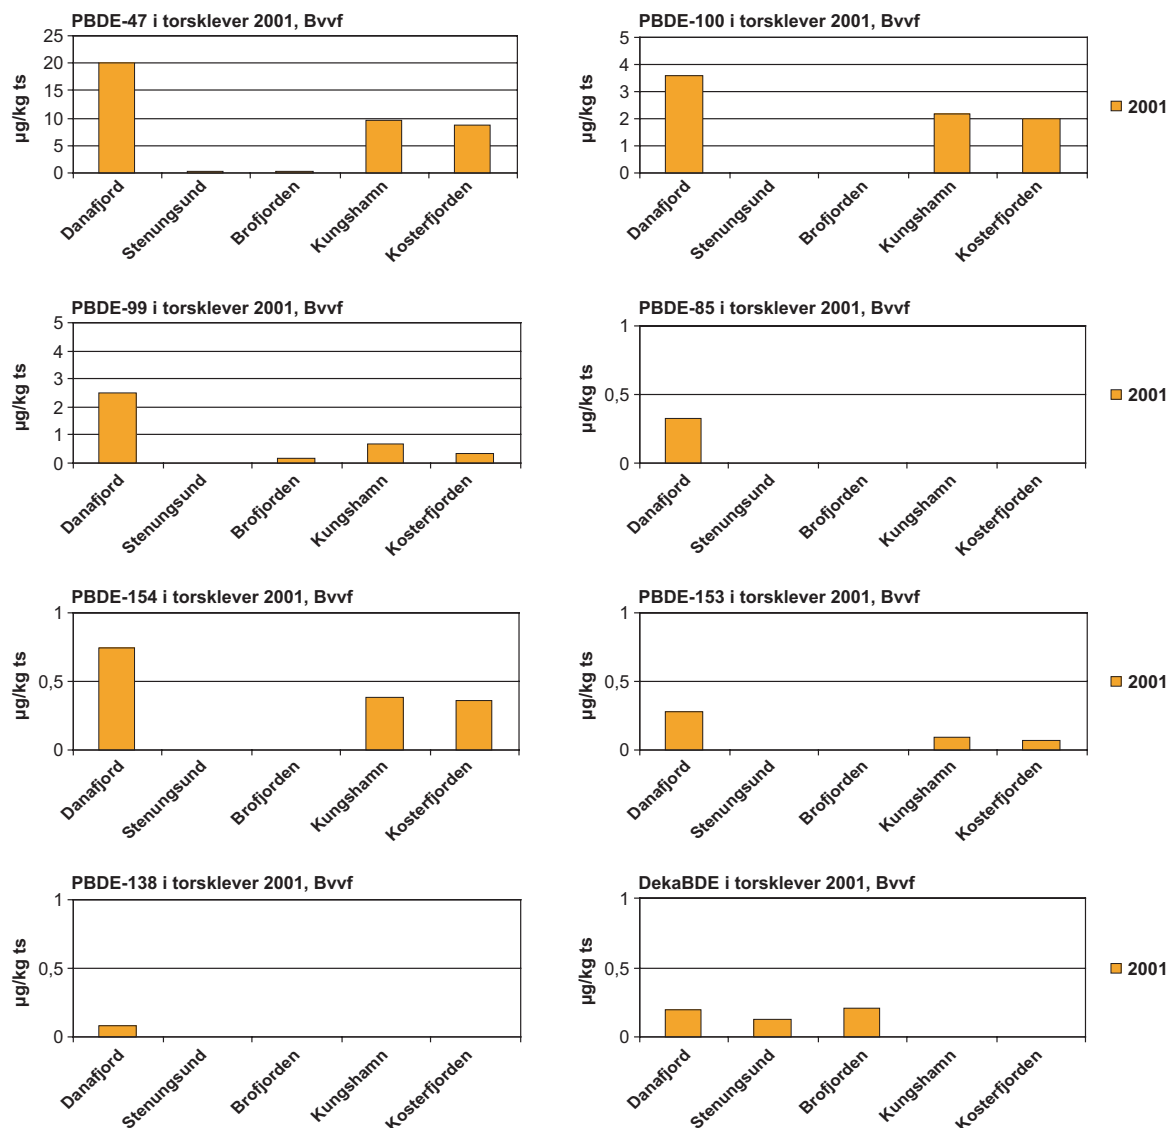 PBDE-47 i torsklever 2001, Bvvf
25
20
15
10
5
0
µg/kg ts
Danafjord
Stenungsund
Brofjorden
Kungshamn
Kosterfjorden
PBDE-100 i torsklever 2001, Bvvf
5
4
3
2
1
0
µg/kg ts
Danafjord
Stenungsund
Brofjorden
Kungshamn
Kosterfjorden
2001
PBDE-99 i torsklever 2001, Bvvf
5
4
3
2
1
0
µg/kg ts
Danafjord
Stenungsund
Brofjorden
Kungshamn
Kosterfjorden
PBDE-85 i torsklever 2001, Bvvf
1
0,5
0
µg/kg ts
Danafjord
Stenungsund
Brofjorden
Kungshamn
Kosterfjorden
2001
PBDE-154 i torsklever 2001, Bvvf
1
0,5
0
µg/kg ts
Danafjord
Stenungsund
Brofjorden
Kungshamn
Kosterfjorden
PBDE-153 i torsklever 2001, Bvvf
1
0,5
0
µg/kg ts
Danafjord
Stenungsund
Brofjorden
Kungshamn
Kosterfjorden
2001
PBDE-138 i torsklever 2001, Bvvf
1
0,5
0
µg/kg ts
Danafjord
Stenungsund
Brofjorden
Kungshamn
Kosterfjorden
DekaBDE i torsklever 2001, Bvvf
1
0,5
0
µg/kg ts
Danafjord
Stenungsund
Brofjorden
Kungshamn
Kosterfjorden
2001